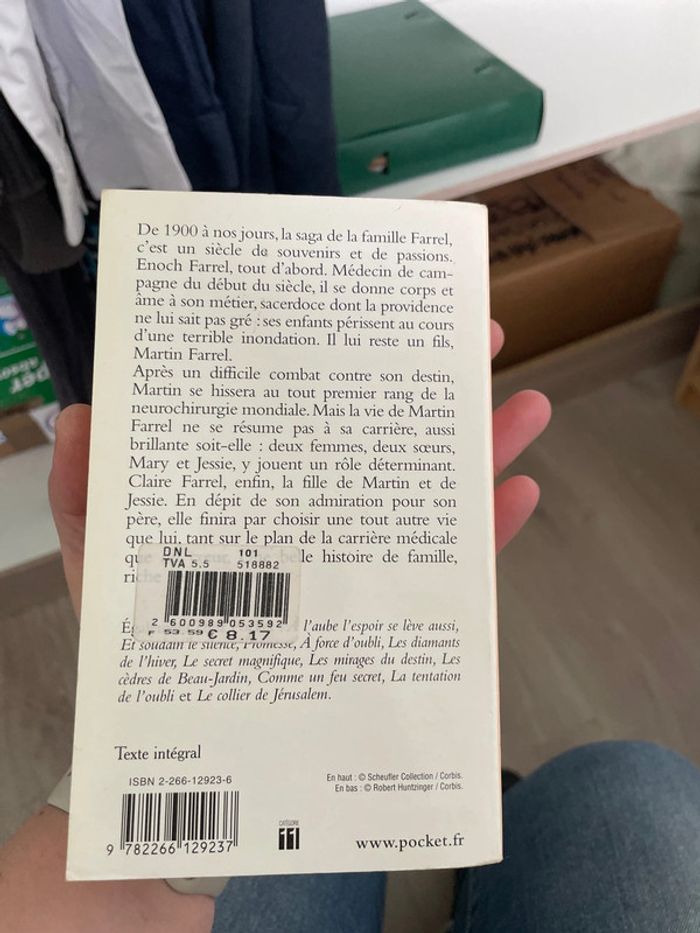 De 1900 à nos jours, la saga de la famille Farrel,
c'est un siècle de souvenirs et de passions.
Enoch Farrel, tout d'abord. Médecin de cam-
pagne du début du siècle, il se donne corps et
âme à son métier, sacerdoce dont la providence
ne lui sait pas gré : ses enfants périssent au cours
d'une terrible inondation. Il lui reste un fils,
Martin Farrel.
Après un difficile combat contre son destin,
Martin se hissera au tout premier rang de la
neurochirurgie mondiale. Mais la vie de Martin
Farrel ne se résume pas à sa carrière, aussi
brillante soit-elle : deux femmes, deux sœurs,
Mary et Jessie, y jouent un rôle déterminant.
Claire Farrel, enfin, la fille de Martin et de
Jessie. En dépit de son admiration pour son
père, elle finira par choisir une tout autre vie
que lui, tant sur le plan de la carrière médicale
histoire de famille,
DNL 101
TVA 5.5 518882
2 600989 053592
F 53.59 € 8.17
l'aube l'espoir se lève aussi,
Et soudain le silence, Promesse, À force d'oubli, Les diamants
de l'hiver, Le secret magnifique, Les mirages du destin, Les
cèdres de Beau-Jardin, Comme un feu secret, La tentation
de l'oubli et Le collier de Jérusalem.
Texte intégral
ISBN 2-266-12923-6
En haut : © Scheufler Collection / Corbis.
En bas : © Robert Huntzinger / Corbis.
9 782266 129237
CATÉGORIE
www.pocket.fr